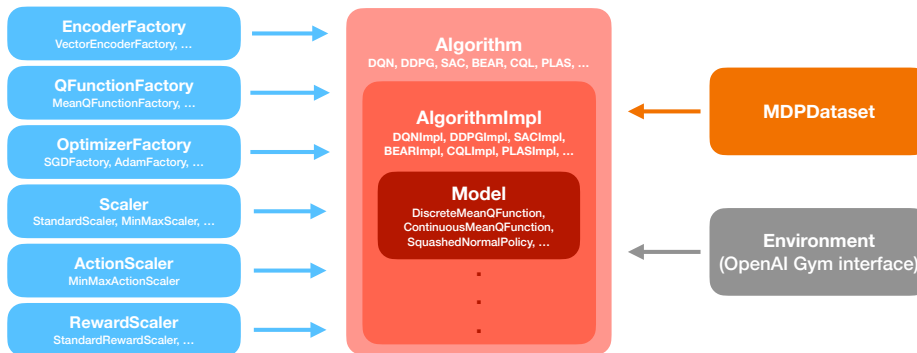 EncoderFactory
VectorEncoderFactory, ...
QFunctionFactory
MeanQFunctionFactory, ...
OptimizerFactory
SGDFactory, AdamFactory, ...
Scaler
StandardScaler, MinMaxScaler, ...
ActionScaler
MinMaxActionScaler
RewardScaler
StandardRewardScaler, ...
Algorithm
DQN, DDPG, SAC, BEAR, CQL, PLAS, ...
AlgorithmImpl
DQNImpl, DDPGImpl, SACImpl,
BEARImpl, CQLImpl, PLASImpl, ...
Model
DiscreteMeanQFunction,
ContinuousMeanQFunction,
SquashedNormalPolicy, ...
.
.
.
MDPDataset
Environment
(OpenAI Gym interface)